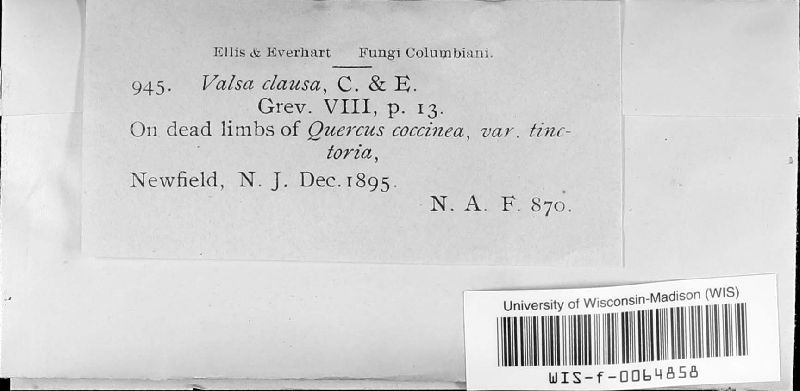 Ellis & Everhart Fungi Columbiani.
945. Valsa clausa, C. & E.
Grev. VIII, p. 13.
On dead limbs of Quercus coccinea, var. tinc-
toria,
Newfield, N. J. Dec. 1895.
N. A. F. 870.
University of Wisconsin-Madison (WIS)
WIS-f-0064858